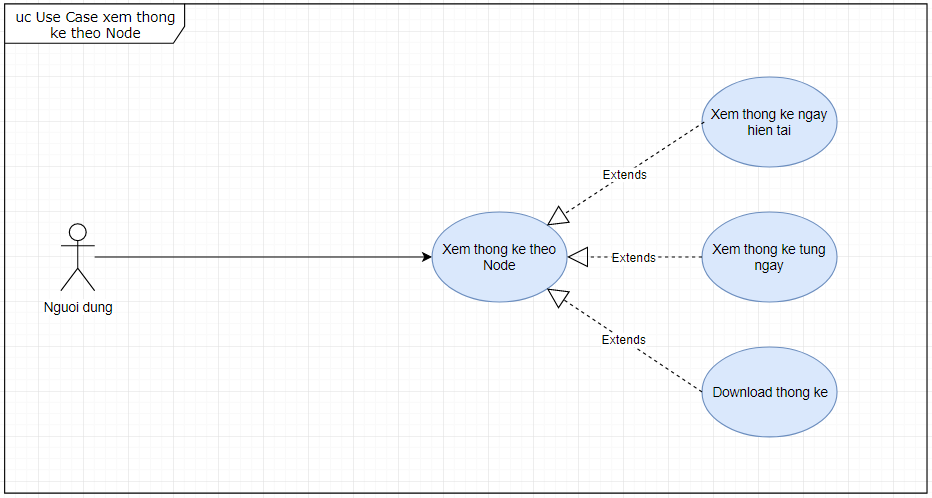 uc Use Case xem thong
ke theo Node
Xem thong ke ngay
hien tai
Extends
Xem thong ke theo
Node
Extends
Xem thong ke tung
ngay
Nguoi dung
Extends
Download thong ke